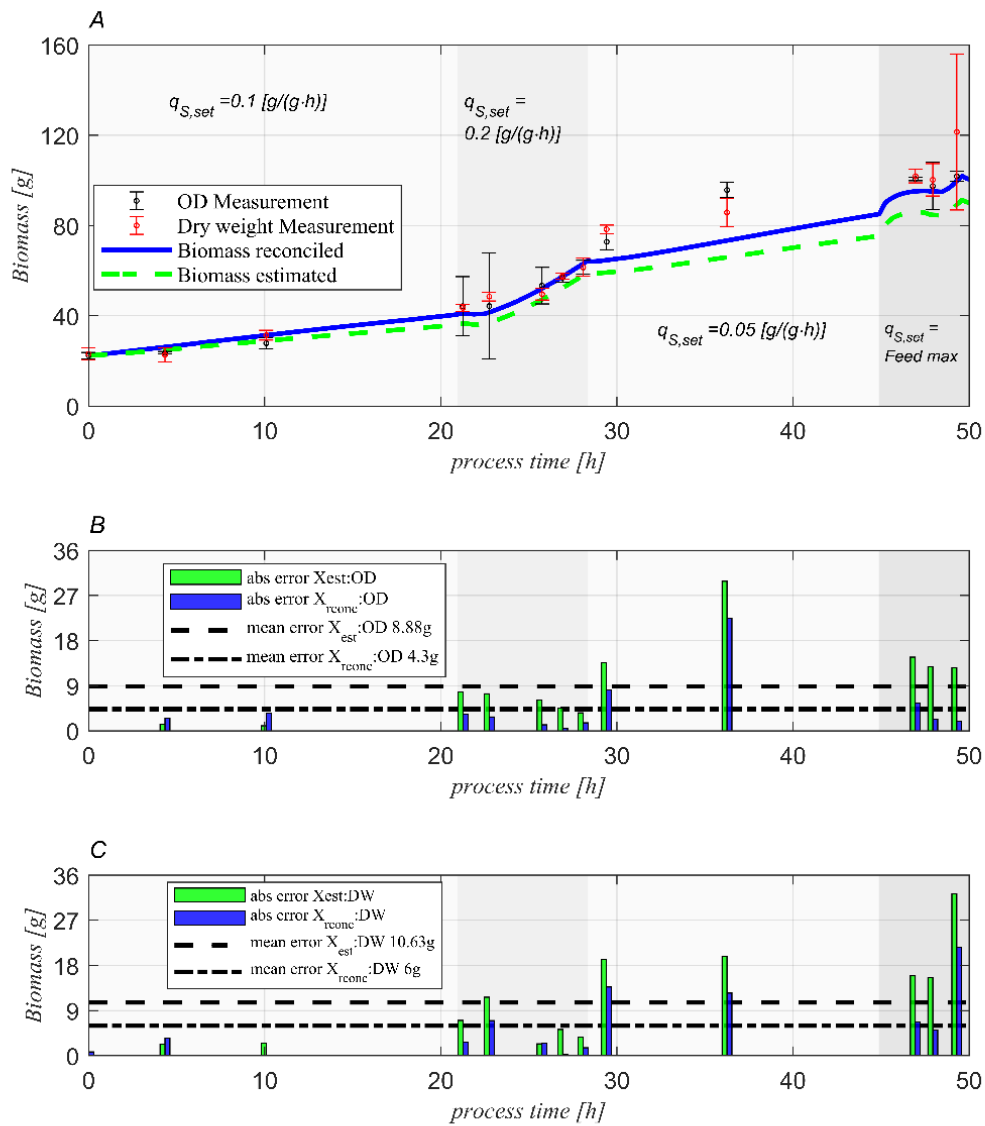 A
160
120
80
40
0
Biomass [g]
q_S,set =0.1 [g/(g·h)]
q_S,set =
0.2 [g/(g·h)]
OD Measurement
Dry weight Measurement
Biomass reconciled
Biomass estimated
q_S,set =0.05 [g/(g·h)]
q_S,set =
Feed max
0 10 20 30 40 50
process time [h]
B
36
27
18
9
0
Biomass [g]
abs error Xest:OD
abs error X_reonc:OD
mean error X_est:OD 8.88g
mean error X_reonc:OD 4.3g
0 10 20 30 40 50
process time [h]
C
36
27
18
9
0
Biomass [g]
abs error Xest:DW
abs error X_reonc:DW
mean error X_est:DW 10.63g
mean error X_reonc:DW 6g
0 10 20 30 40 50
process time [h]